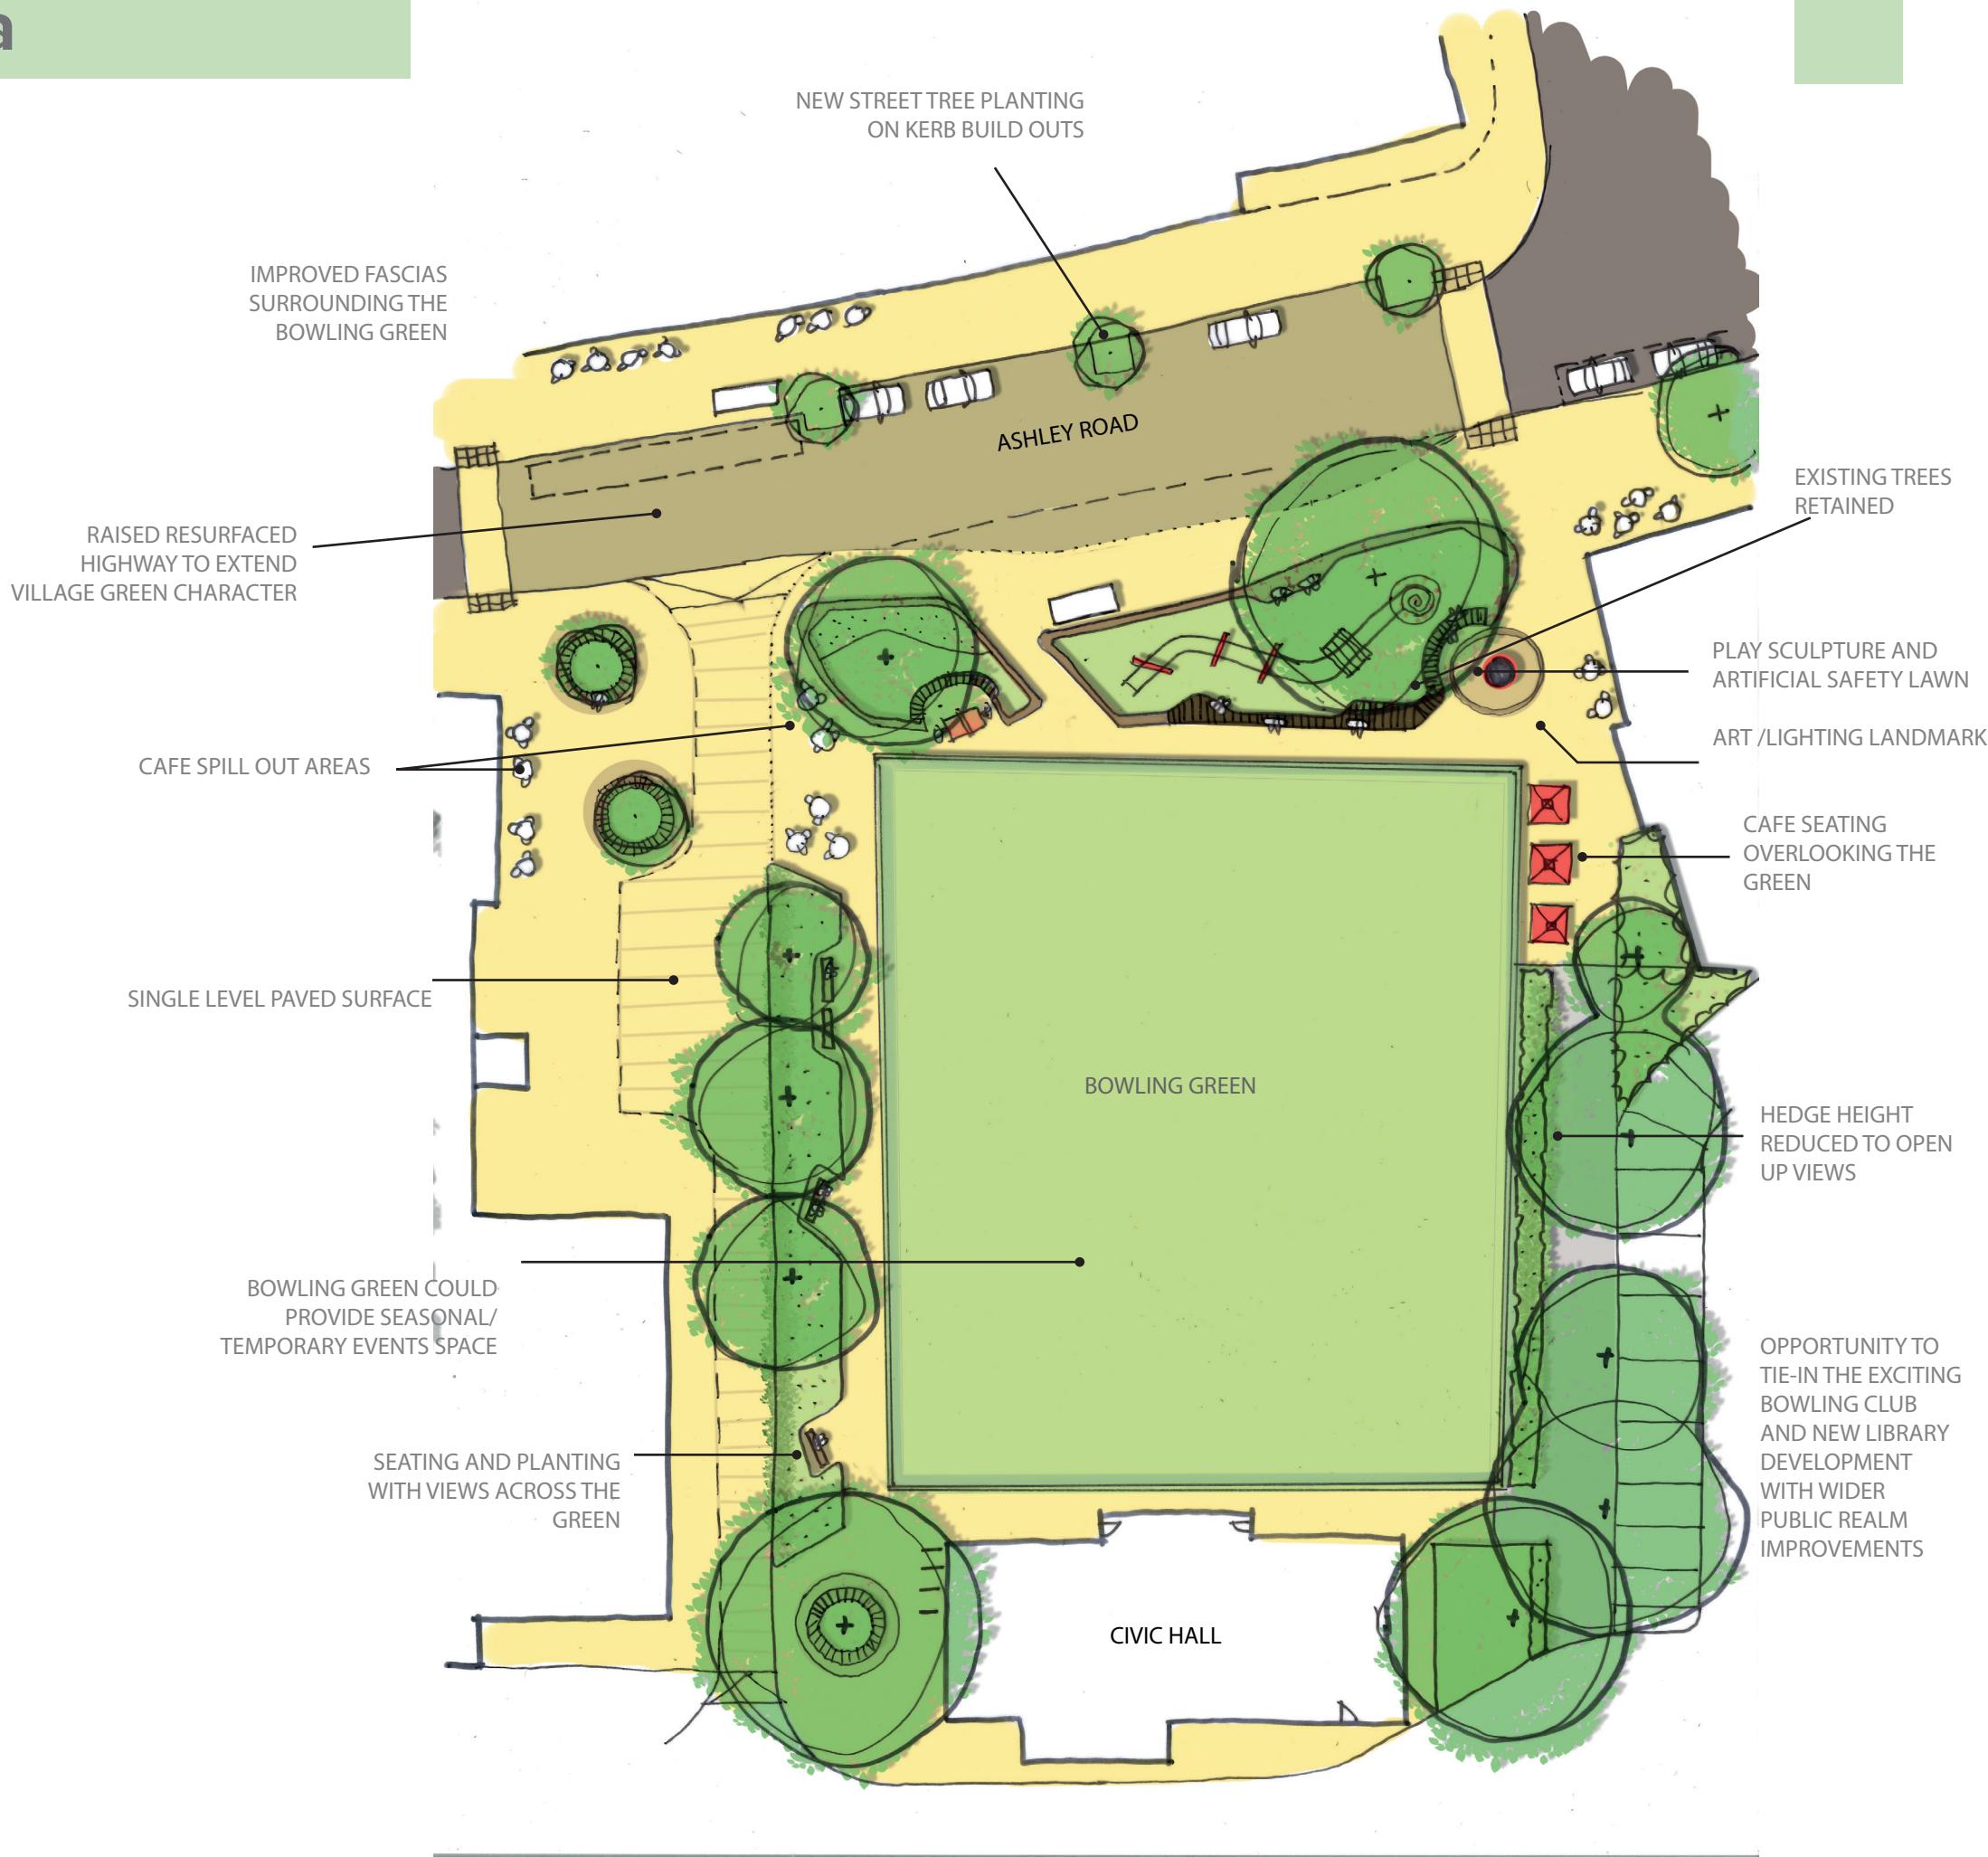 a
NEW STREET TREE PLANTING
ON KERB BUILD OUTS
IMPROVED FASCIAS
SURROUNDING THE
BOWLING GREEN
ASHLEY ROAD
EXISTING TREES
RETAINED
RAISED RESURFACED
HIGHWAY TO EXTEND
VILLAGE GREEN CHARACTER
PLAY SCULPTURE AND
ARTIFICIAL SAFETY LAWN
ART /LIGHTING LANDMARK
CAFE SPILL OUT AREAS
CAFE SEATING
OVERLOOKING THE
GREEN
SINGLE LEVEL PAVED SURFACE
BOWLING GREEN
HEDGE HEIGHT
REDUCED TO OPEN
UP VIEWS
BOWLING GREEN COULD
PROVIDE SEASONAL/
TEMPORARY EVENTS SPACE
OPPORTUNITY TO
TIE-IN THE EXCITING
BOWLING CLUB
AND NEW LIBRARY
DEVELOPMENT
WITH WIDER
PUBLIC REALM
IMPROVEMENTS
SEATING AND PLANTING
WITH VIEWS ACROSS THE
GREEN
CIVIC HALL